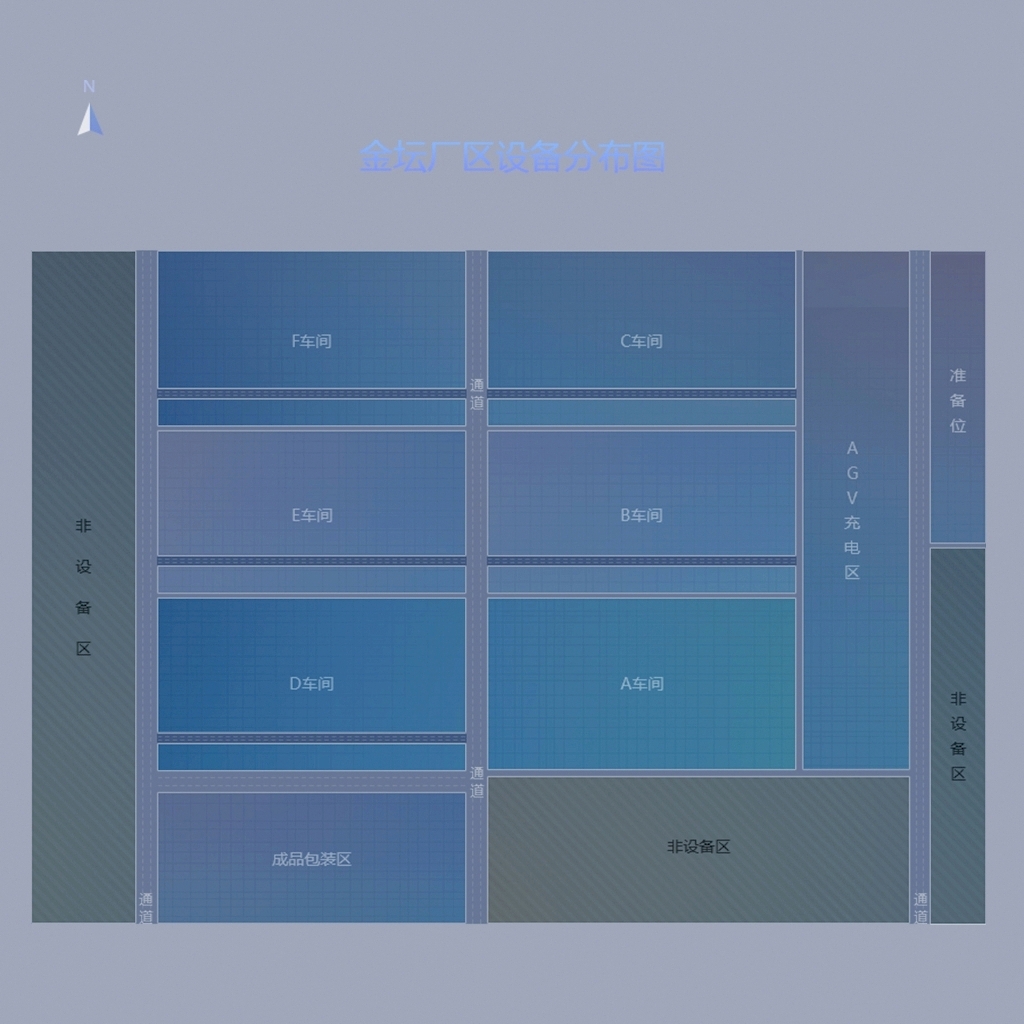 N
金坛厂区设备分布图
F车间
C车间
通道
准备位
E车间
B车间
AGV充电区
非设备区
D车间
A车间
非设备区
通道
成品包装区
非设备区
通道
通道